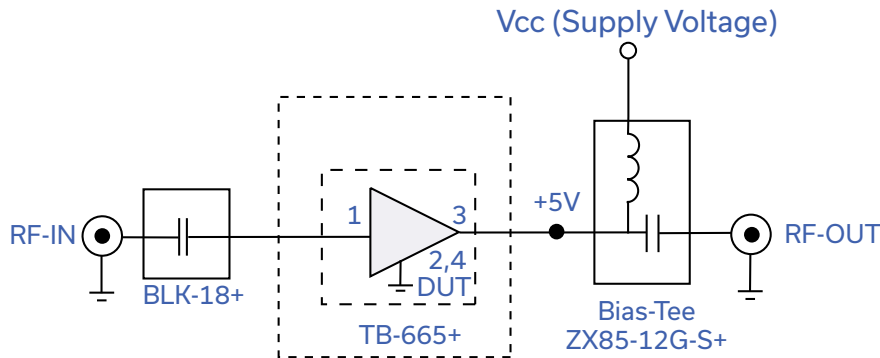 Vcc (Supply Voltage)
+5V
1
3
RF-IN
RF-OUT
2,4
DUT
BLK-18+
TB-665+
Bias-Tee
ZX85-12G-S+